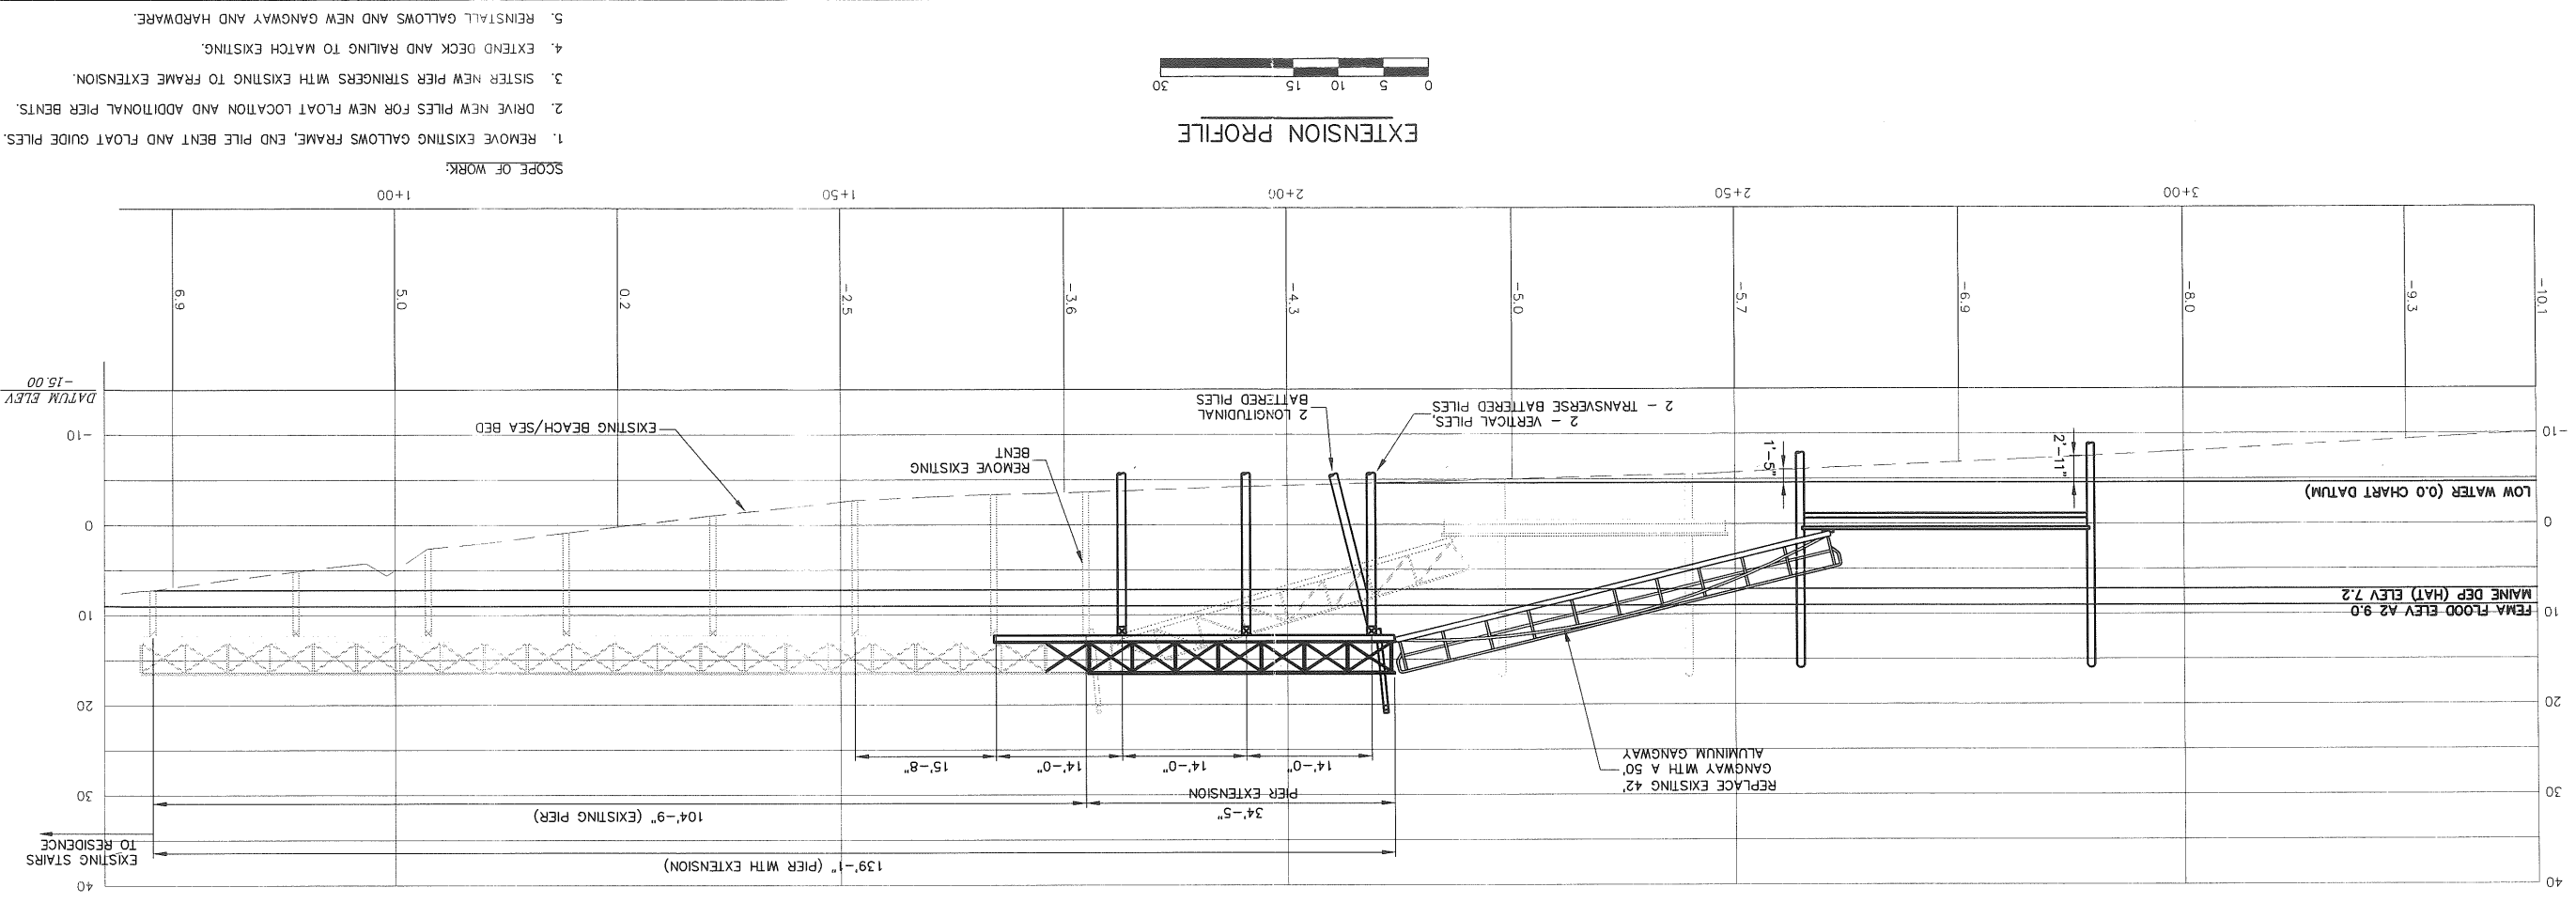 40
40
139'-1" (PIER WITH EXTENSION)
EXISTING STAIRS
TO RESIDENCE
34'-5"
PIER EXTENSION
104'-9" (EXISTING PIER)
30
30
REPLACE EXISTING 42'
GANGWAY WITH A 50'
ALUMINUM GANGWAY
14'-0"
14'-0"
14'-0"
15'-8"
20
20
FEMA FLOOD ELEV A2 9.0
MAINE DEP (HAT) ELEV 7.2
10
10
0
0
LOW WATER (0.0 CHART DATUM)
2'-11"
1'-5"
-10
-10
2 - VERTICAL PILES,
2 - TRANSVERSE BATTERED PILES
2 LONGITUDINAL
BATTERED PILES
REMOVE EXISTING
BENT
EXISTING BEACH/SEA BED
DATUM ELEV
-15.00
-10.1
-9.3
-8.0
-6.9
-5.7
-5.0
-4.3
-3.6
-2.5
0.2
5.0
6.9
3+00
2+50
2+00
1+50
1+00
EXTENSION PROFILE
0 5 10 15 30
SCOPE OF WORK:
1. REMOVE EXISTING GALLOWS FRAME, END PILE BENT AND FLOAT GUIDE PILES.
2. DRIVE NEW PILES FOR NEW FLOAT LOCATION AND ADDITIONAL PIER BENTS.
3. SISTER NEW PIER STRINGERS WITH EXISTING TO FRAME EXTENSION.
4. EXTEND DECK AND RAILING TO MATCH EXISTING.
5. REINSTALL GALLOWS AND NEW GANGWAY AND HARDWARE.